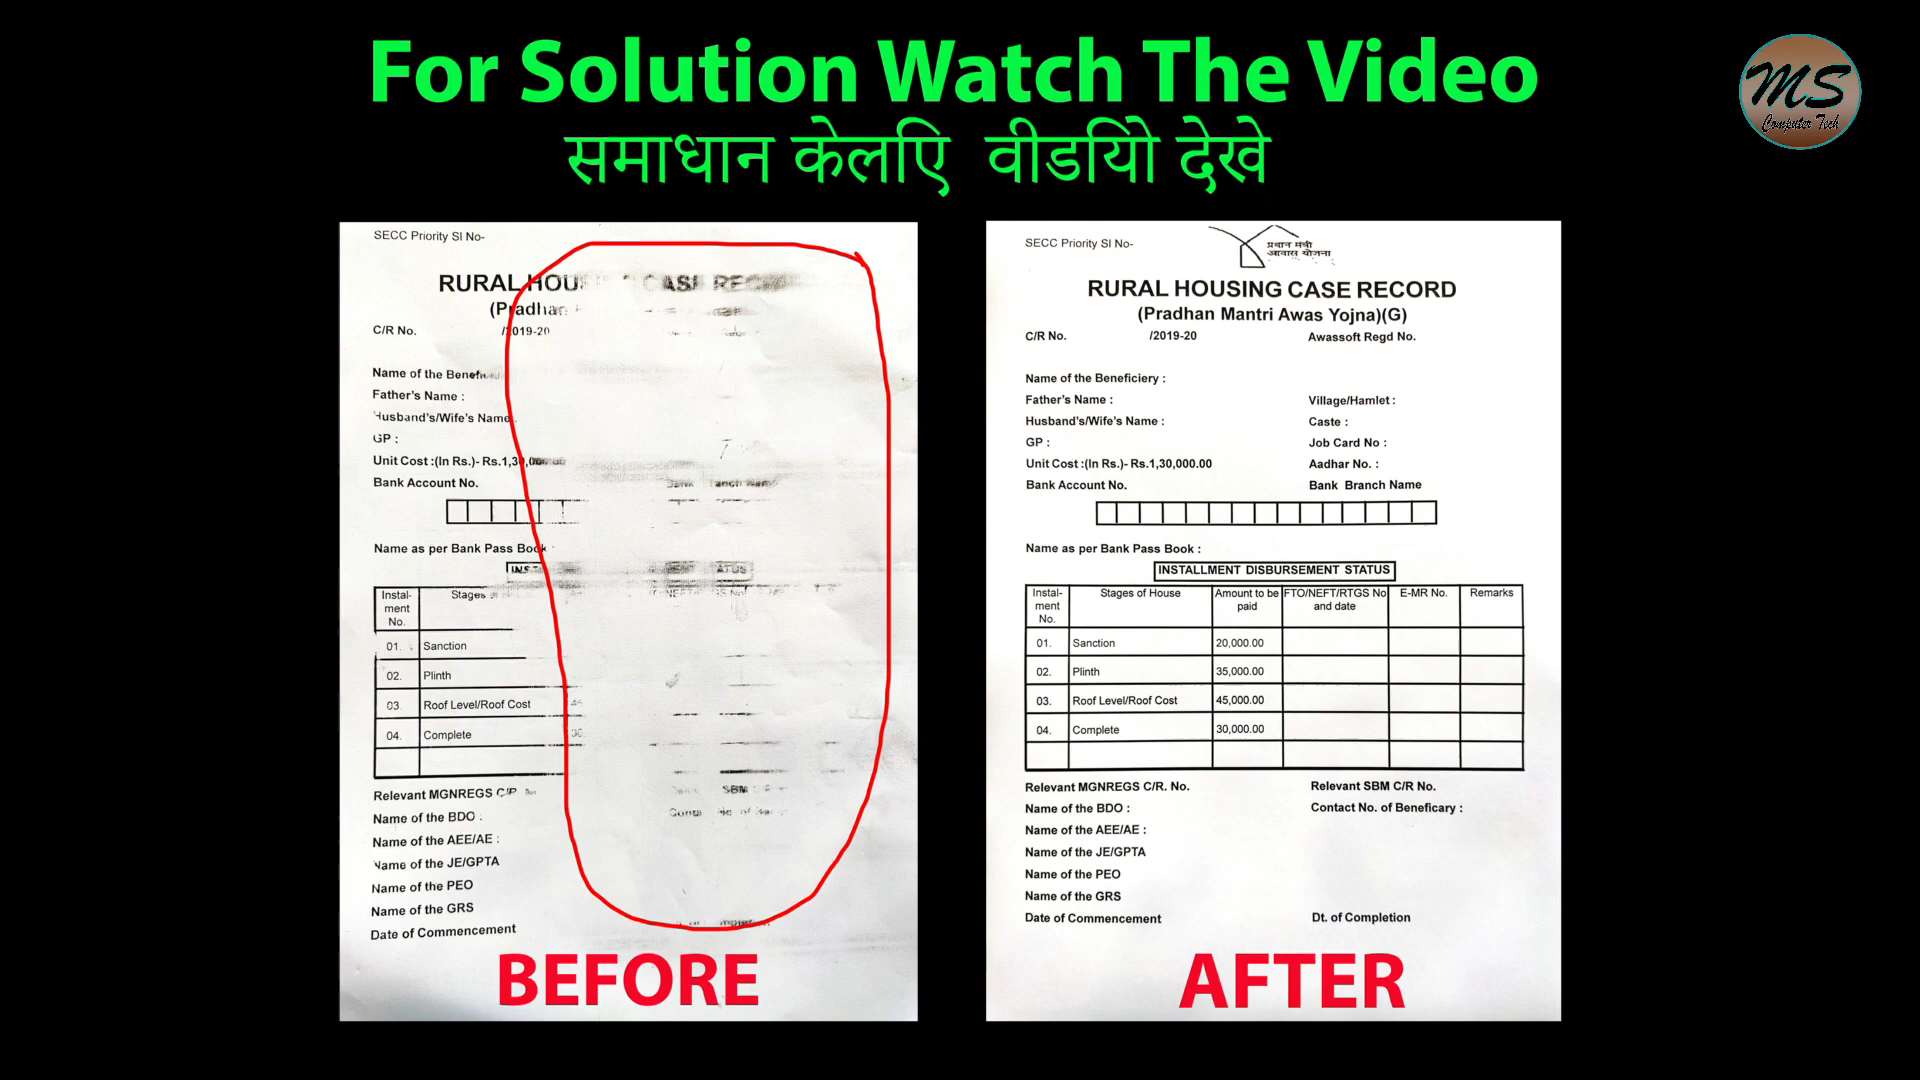 For Solution Watch The Video
समाधान केलिए वीडियो देखे
MS
Computer Tech
SECC Priority Sl No-
RURAL
C/R No. /2019-20
Name of the
Father's Name :
Husband's/Wife's Name
GP :
Unit Cost :(In Rs.)- Rs.1,30,
Bank Account No.
Name as per Bank Pass Book
Instal-
ment
No.
Stages
01. Sanction
02. Plinth
03. Roof Level/Roof Cost
04. Complete
Relevant MGNREGS C/R
SBM
Name of the BDO :
Name of the AEE/AE :
Name of the JE/GPTA
Name of the PEO
Name of the GRS
Date of Commencement
BEFORE
SECC Priority Sl No-
प्रधान मंत्री
आवास योजना
RURAL HOUSING CASE RECORD
(Pradhan Mantri Awas Yojna)(G)
C/R No. /2019-20 Awassoft Regd No.
Name of the Beneficiery :
Father's Name : Village/Hamlet :
Husband's/Wife's Name : Caste :
GP : Job Card No :
Unit Cost :(In Rs.)- Rs.1,30,000.00 Aadhar No. :
Bank Account No. Bank Branch Name
Name as per Bank Pass Book :
INSTALLMENT DISBURSEMENT STATUS
Instal-
ment
No.
Stages of House
Amount to be
paid
FTO/NEFT/RTGS No
and date
E-MR No.
Remarks
01. Sanction 20,000.00
02. Plinth 35,000.00
03. Roof Level/Roof Cost 45,000.00
04. Complete 30,000.00
Relevant MGNREGS C/R. No. Relevant SBM C/R No.
Name of the BDO : Contact No. of Beneficary :
Name of the AEE/AE :
Name of the JE/GPTA
Name of the PEO
Name of the GRS
Date of Commencement Dt. of Completion
AFTER